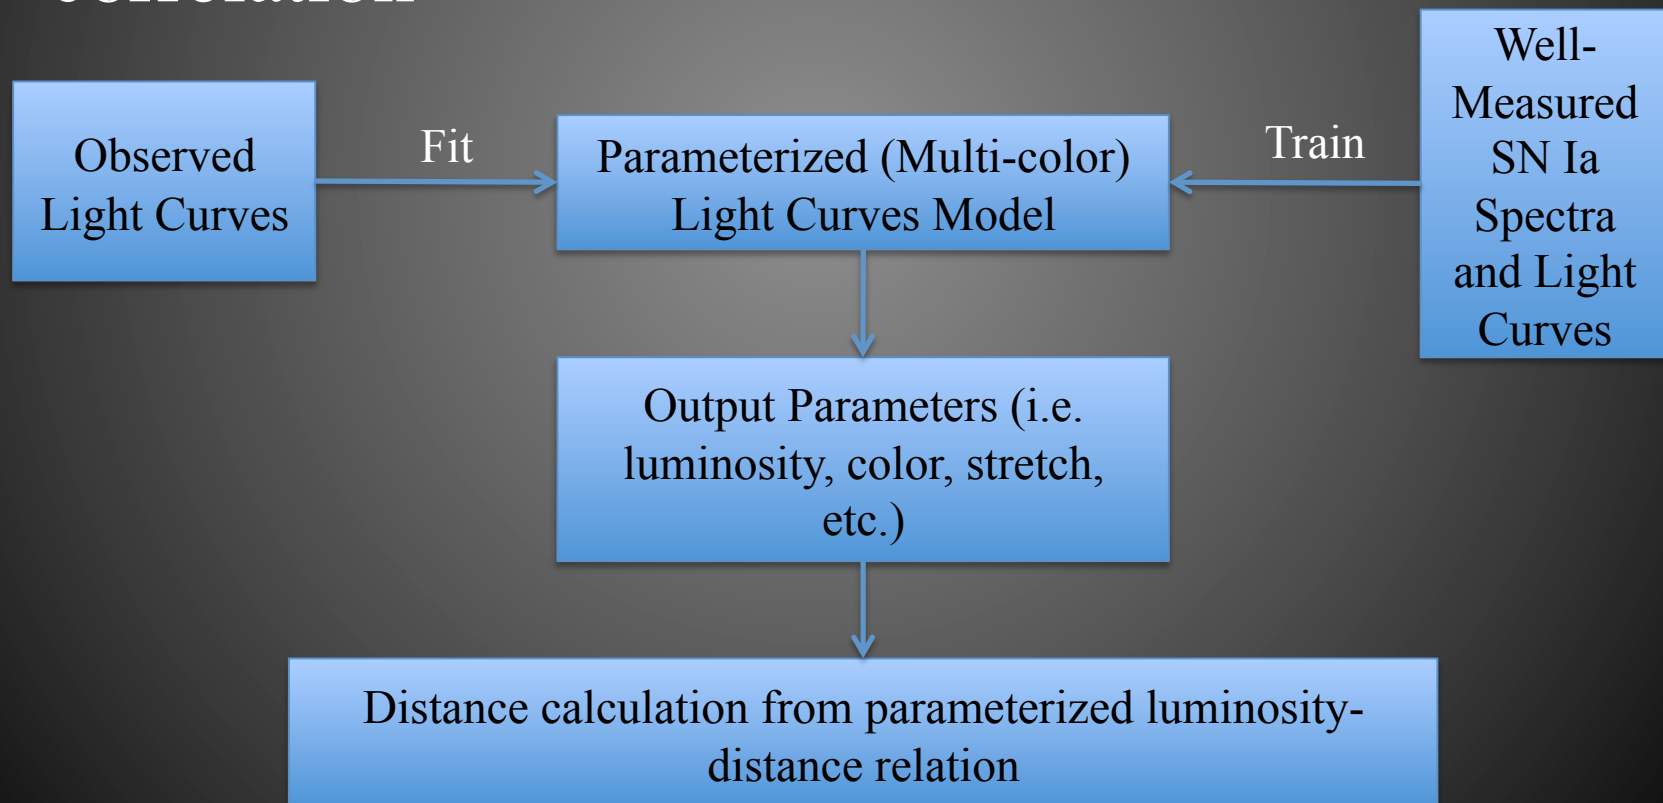 correlation
Observed
Light Curves
Fit
Parameterized (Multi-color)
Light Curves Model
Train
Well-
Measured
SN Ia
Spectra
and Light
Curves
Output Parameters (i.e.
luminosity, color, stretch,
etc.)
Distance calculation from parameterized luminosity-
distance relation